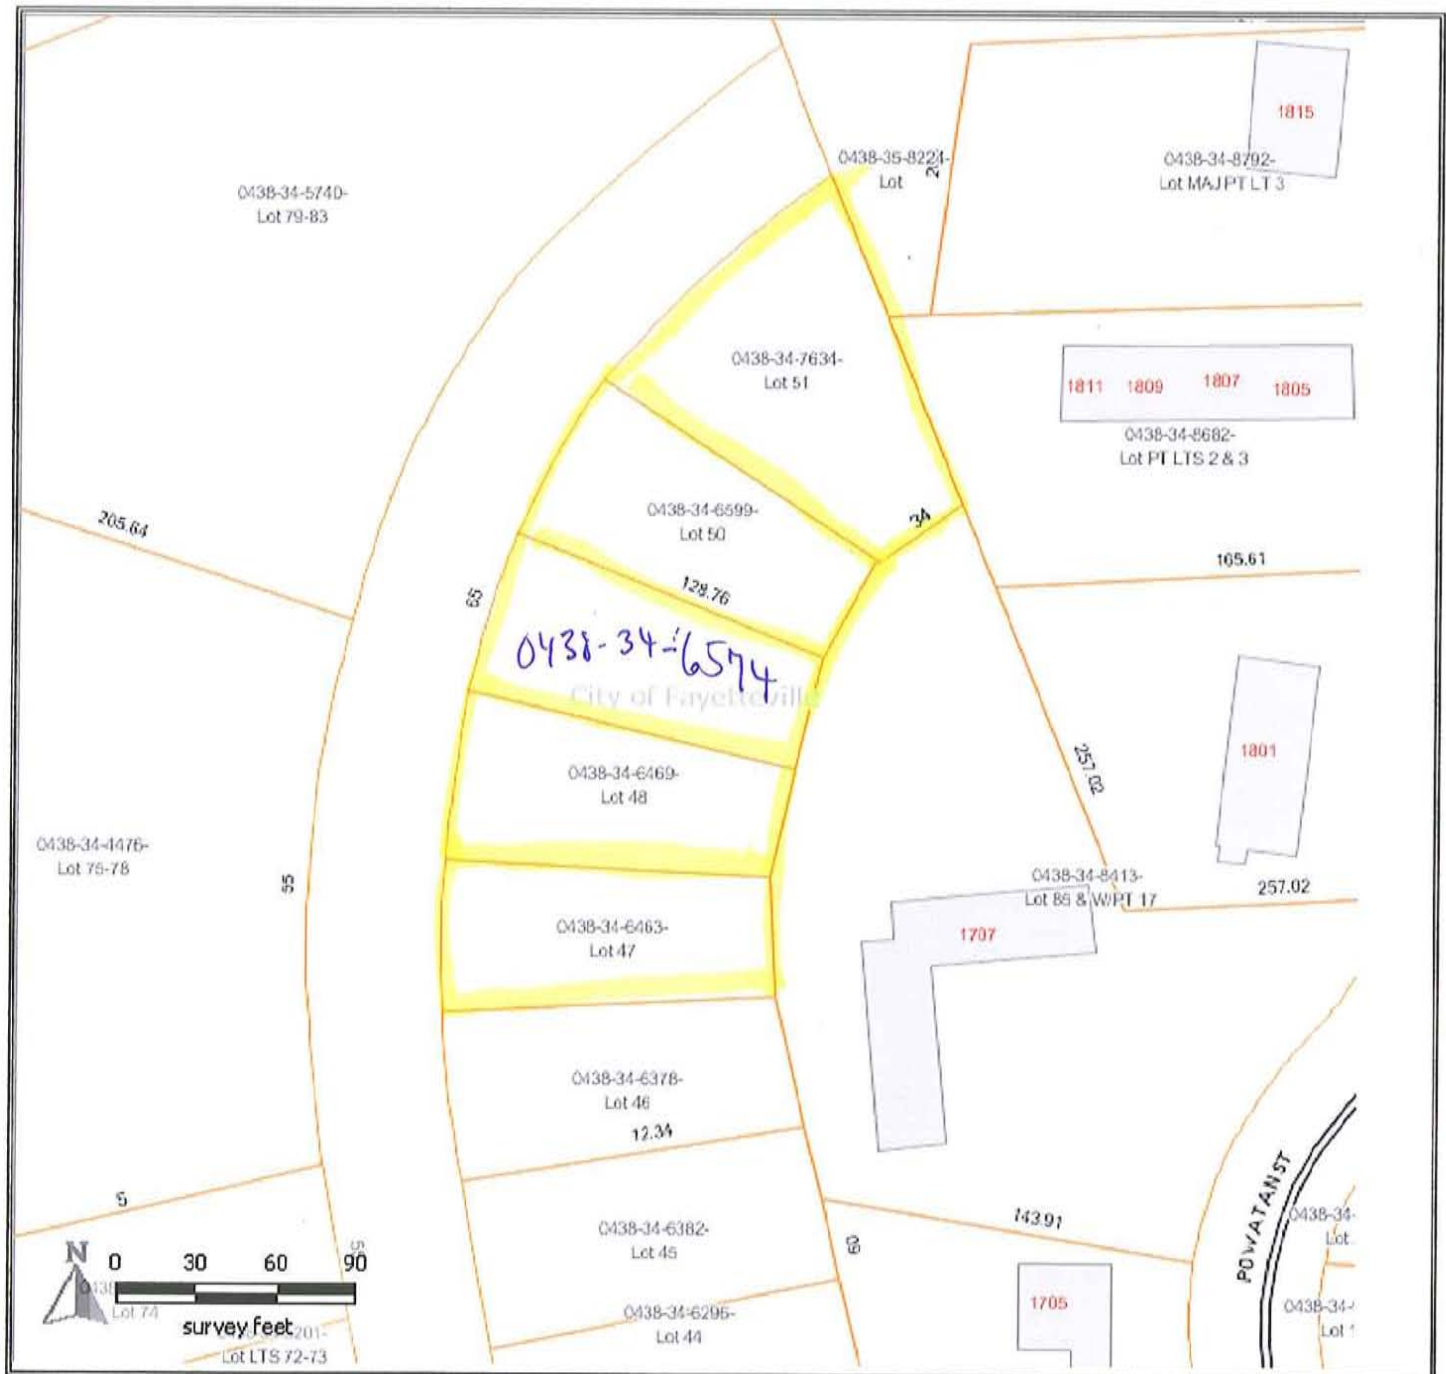 1815
0438-35-8224-
Lot
20
0438-34-8792-
Lot MAJ PT LT 3
0438-34-5740-
Lot 79-83
0438-34-7634-
Lot 51
1811 1809 1807 1805
0438-34-8682-
Lot PT LTS 2 & 3
0438-34-6599-
Lot 50
34
205.64
165.61
128.76
65
0438-34-6574
City of Fayetteville
257.02
1801
0438-34-6469-
Lot 48
0438-34-4476-
Lot 75-78
55
0438-34-8413-
Lot 85 & W/PT 17
257.02
0438-34-6463-
Lot 47
1707
0438-34-6378-
Lot 46
12.34
5
0438-34-6382-
Lot 45
60
143.91
POWATAN ST
0438-34-
Lot
N
0 30 60 90
survey feet
Lot 74
201-
Lot LTS 72-73
0438-34-6295-
Lot 44
1705
0438-34-
Lot